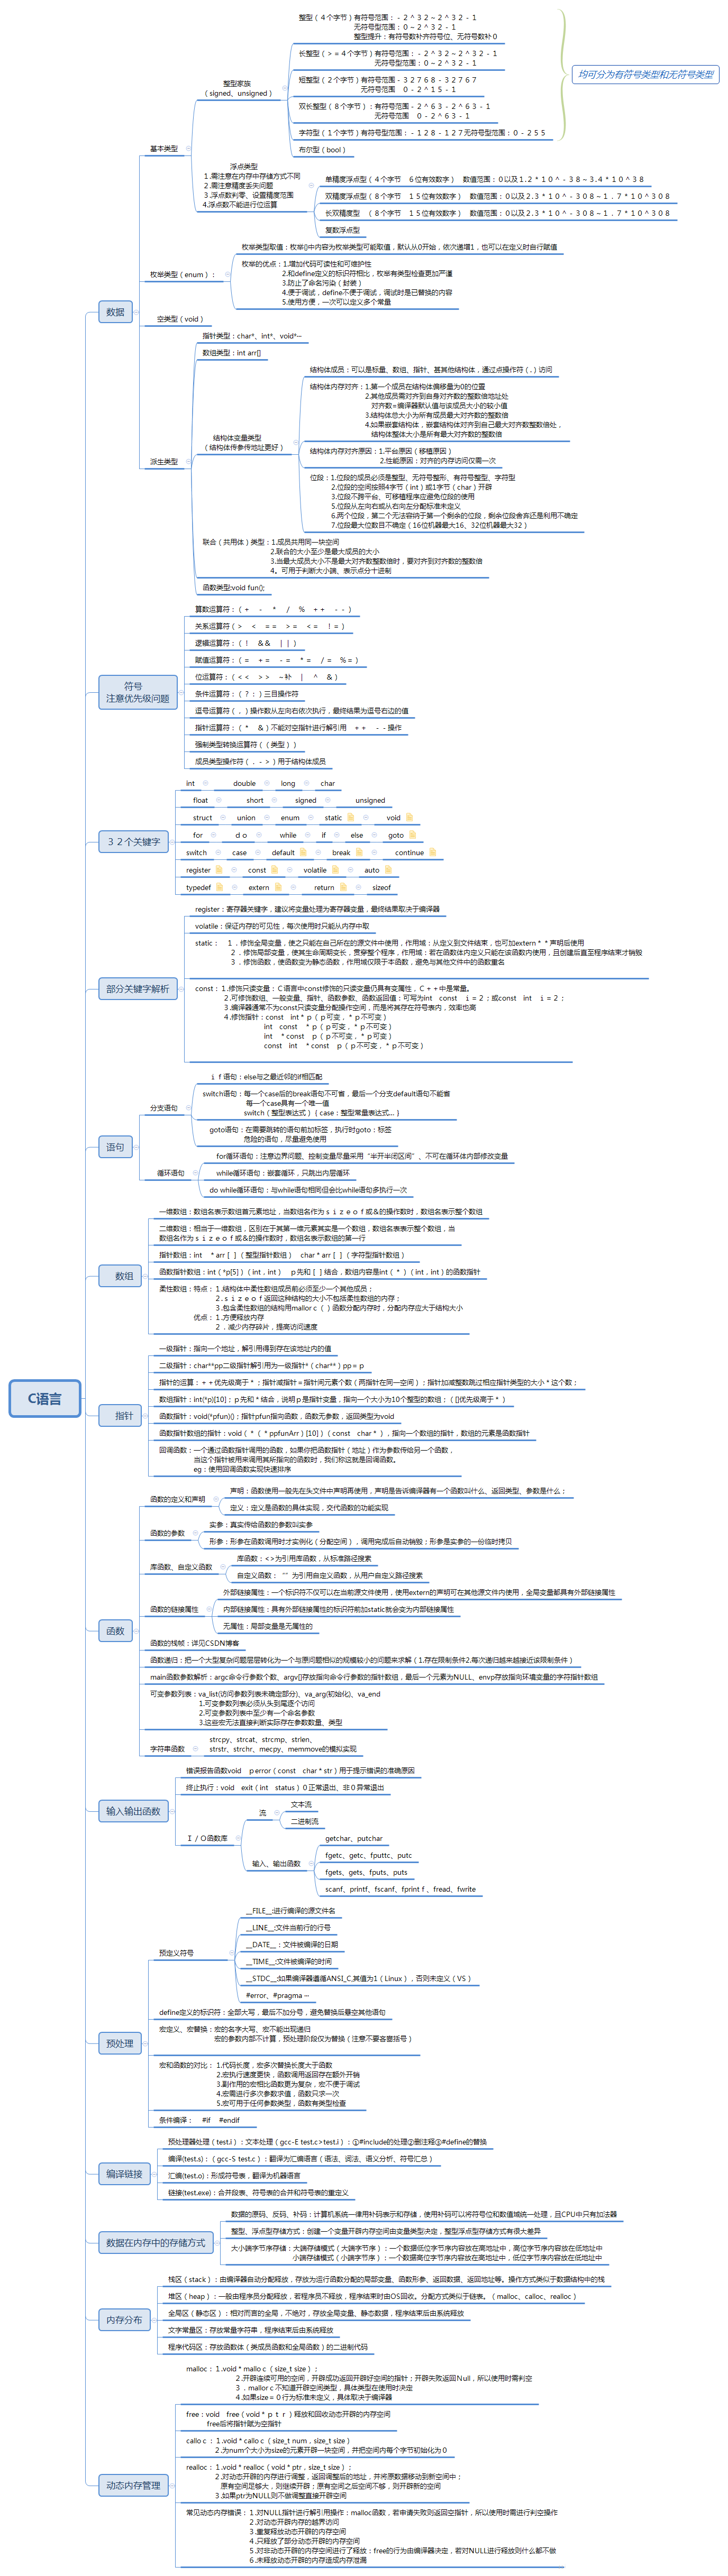 C语言
数据
基本类型
整型家族
（signed、unsigned）
整型（４个字节）有符号范围：－２＾３２～２＾３２－１
无符号型范围：０～２＾３２－１
整型提升：有符号数补齐符号位、无符号数补０
长整型（＞＝４个字节）有符号范围：－２＾３２～２＾３２－１
无符号型范围：０～２＾３２－１
短整型（２个字节）有符号范围－３２７６８－３２７６７
无符号范围　０－２＾１５－１
双长整型（８个字节）：有符号范围－２＾６３－２＾６３－１
无符号范围　０－２＾６３－１
字符型（１个字节）有符号型范围：－１２８－１２７无符号型范围：０－２５５
布尔型（bool）
均可分为有符号类型和无符号类型
浮点类型
１.需注意在内存中存储方式不同
２.需注意精度丢失问题
３.浮点数判零、设置精度范围
4.浮点数不能进行位运算
单精度浮点型（４个字节　６位有效数字）　数值范围：０以及１.２＊１０＾－３８～３.４＊１０＾３８
双精度浮点型（８个字节　１５位有效数字）　数值范围：０以及２.３＊１０＾－３０８～１．７＊１０＾３０８
长双精度型　（８个字节　１５位有效数字）　数值范围：０以及２.３＊１０＾－３０８～１．７＊１０＾３０８
复数浮点型
枚举类型（enum）：
枚举类型取值：枚举{}中内容为枚举类型可能取值，默认从0开始，依次递增1，也可以在定义时自行赋值
枚举的优点：1.增加代码可读性和可维护性
2.和define定义的标识符相比，枚举有类型检查更加严谨
3.防止了命名污染（封装）
4.便于调试，define不便于调试，调试时是已替换的内容
5.使用方便，一次可以定义多个常量
空类型（void）
派生类型
指针类型：char*、int*、void*···
数组类型：int arr[]
结构体变量类型
（结构体传参传地址更好）
结构体成员：可以是标量、数组、指针、甚其他结构体，通过点操作符（.）访问
结构体内存对齐：1.第一个成员在结构体偏移量为0的位置
2.其他成员需对齐到自身对齐数的整数倍地址处
对齐数=编译器默认值与该成员大小的较小值
3.结构体总大小为所有成员最大对齐数的整数倍
4.如果嵌套结构体，嵌套结构体对齐到自己最大对齐数整数倍处，
结构体整体大小是所有最大对齐数的整数倍
结构体内存对齐原因：1.平台原因（移植原因）
2.性能原因：对齐的内存访问仅需一次
位段：1.位段的成员必须是整型、无符号整形、有符号整型、字符型
2.位段的空间按照4字节（int）或1字节（char）开辟
3.位段不跨平台、可移植程序应避免位段的使用
5.位段从左向右或从右向左分配标准未定义
6.两个位段，第二个无法容纳于第一个剩余的位段，剩余位段舍弃还是利用不确定
7.位段最大位数目不确定（16位机器最大16、32位机器最大32）
联合（共用体）类型：1.成员共用同一块空间
2.联合的大小至少是最大成员的大小
3.当最大成员大小不是最大对齐数整数倍时，要对齐到对齐数的整数倍
4。可用于判断大小端、表示点分十进制
函数类型:void fun();
符号
注意优先级问题
算数运算符：（＋　－　＊　／　％　＋＋　－－）
关系运算符（＞　＜　＝＝　＞＝　＜＝　！＝）
逻辑运算符：（！　＆＆　｜｜）
赋值运算符：（＝　＋＝　－＝　＊＝　／＝　％＝）
位运算符：（＜＜　＞＞　～补　｜　＾　＆）
条件运算符：（？：）三目操作符
逗号运算符（，）操作数从左向右依次执行，最终结果为逗号右边的值
指针运算符：（＊　＆）不能对空指针进行解引用　＋＋　－－操作
强制类型转换运算符（（类型））
成员类型操作符（．－＞）用于结构体成员
３２个关键字
int　double　long　char
float　short　signed　unsigned
struct　union　enum　static　void
for　ｄｏ　while　if　else　goto
switch　case　default　break　continue
register　const　volatile　auto
typedef　extern　return　sizeof
部分关键字解析
register：寄存器关键字，建议将变量处理为寄存器变量，最终结果取决于编译器
volatile：保证内存的可见性，每次使用时只能从内存中取
static：　１．修饰全局变量，使之只能在自己所在的源文件中使用，作用域：从定义到文件结束，也可加extern＊＊声明后使用
２．修饰局部变量，使其生命周期变长，贯穿整个程序，作用域：若在函数体内定义只能在该函数内使用，且创建后直至程序结束才销毁
３．修饰函数，使函数变为静态函数，作用域仅限于本函数，避免与其他文件中的函数重名
const：１.修饰只读变量：Ｃ语言中const修饰的只读变量仍具有变属性，Ｃ＋＋中是常量。
２.可修饰数组、一般变量、指针、函数参数、函数返回值：可写为int　const　ｉ＝２；或const　int　ｉ＝２；
３.编译器通常不为const只读变量分配操作空间，而是将其存在符号表内，效率也高
４.修饰指针：const　int＊ｐ（ｐ可变，＊ｐ不可变）
int　const　＊ｐ（ｐ可变，＊ｐ不可变）
int　＊const　ｐ（ｐ不可变，＊ｐ可变）
const　int　＊const　ｐ（ｐ不可变，＊ｐ不可变）
语句
分支语句
ｉｆ语句：else与之最近邻的if相匹配
switch语句：每一个case后的break语句不可省，最后一个分支default语句不能省
每一个case具有一个唯一值
switch（整型表达式）｛case：整型常量表达式…｝
goto语句：在需要跳转的语句前加标签，执行时goto：标签
危险的语句，尽量避免使用
循环语句
for循环语句：注意边界问题、控制变量尽量采用“半开半闭区间”、不可在循环体内部修改变量
while循环语句：嵌套循环，只跳出内层循环
do while循环语句：与while语句相同但会比while语句多执行一次
数组
一维数组：数组名表示数组首元素地址，当数组名作为ｓｉｚｅｏｆ或＆的操作数时，数组名表示整个数组
二维数组：相当于一维数组，区别在于其第一维元素其实是一个数组，数组名表表示整个数组，当
数组名作为ｓｉｚｅｏｆ或＆的操作数时，数组名表示数组的第一行
指针数组：int　＊arr［］（整型指针数组）　char＊arr［］（字符型指针数组）
函数指针数组：int（*p[5]）（int，int）　ｐ先和［］结合，数组内容是int（＊）（int，int）的函数指针
柔性数组：特点：１.结构体中柔性数组成员前必须至少一个其他成员；
２.ｓｉｚｅｏｆ返回这种结构的大小不包括柔性数组的内存；
３.包含柔性数组的结构用mallorｃ（）函数分配内存时，分配内存应大于结构大小
优点：１.方便释放内存
２．减少内存碎片，提高访问速度
指针
一级指针：指向一个地址，解引用得到存在该地址内的值
二级指针：char**pp二级指针解引用为一级指针*（char**）pp＝p
指针的运算：＋＋优先级高于＊；指针减指针＝指针间元素个数（两指针在同一空间）；指针加减整数跳过相应指针类型的大小＊这个数；
数组指针：int(*p)[10]；ｐ先和＊结合，说明ｐ是指针变量，指向一个大小为10个整型的数组；（[]优先级高于＊）
函数指针：void(*pfun)()；指针pfun指向函数，函数无参数，返回类型为void
函数指针数组的指针：void（＊（＊ppfunArr）[10]）（const　char＊），指向一个数组的指针，数组的元素是函数指针
回调函数：一个通过函数指针调用的函数，如果你把函数指针（地址）作为参数传给另一个函数，
当这个指针被用来调用其所指向的函数时，我们称这就是回调函数。
eg：使用回调函数实现快速排序
函数
函数的定义和声明
声明：函数使用一般先在头文件中声明再使用，声明是告诉编译器有一个函数叫什么、返回类型、参数是什么；
定义：定义是函数的具体实现，交代函数的功能实现
函数的参数
实参：真实传给函数的参数叫实参
形参：形参在函数调用时才实例化（分配空间），调用完成后自动销毁；形参是实参的一份临时拷贝
库函数、自定义函数
库函数：<>为引用库函数，从标准路径搜索
自定义函数：“”为引用自定义函数，从用户自定义路径搜索
函数的链接属性
外部链接属性：一个标识符不仅可以在当前源文件使用，使用extern的声明可在其他源文件内使用，全局变量都具有外部链接属性
内部链接属性：具有外部链接属性的标识符前加static就会变为内部链接属性
无属性：局部变量是无属性的
函数的栈帧：详见CSDN博客
函数递归：把一个大型复杂问题层层转化为一个与原问题相似的规模较小的问题来求解（1.存在限制条件2.每次递归越来越接近该限制条件）
main函数参数解析：argc命令行参数个数、argv[]存放指向命令行参数的指针数组，最后一个元素为NULL、envp存放指向环境变量的字符指针数组
可变参数列表：va_list(访问参数列表未确定部分)、va_arg(初始化)、va_end
1.可变参数列表必须从头到尾逐个访问
2.可变参数列表中至少有一个命名参数
3.这些宏无法直接判断实际存在参数数量、类型
字符串函数
strcpy、strcat、strcmp、strlen、
strstr、strchr、mecpy、memmove的模拟实现
输入输出函数
错误报告函数void　ｐerror（const　char＊str）用于提示错误的准确原因
终止执行：void　exit（int　status）０正常退出、非０异常退出
Ｉ／Ｏ函数库
流
文本流
二进制流
输入、输出函数
getchar、putchar
fgetc、getc、fputtc、putc
fgets、gets、fputs、puts
scanf、printf、fscanf、fprintｆ、fread、fwrite
预处理
预定义符号
__FILE__:进行编译的源文件名
__LINE__:文件当前行的行号
__DATE__：文件被编译的日期
__TIME__:文件被编译的时间
__STDC__:如果编译器遵循ANSI_C,其值为1（Linux），否则未定义（VS）
#error、#pragma ···
define定义的标识符：全部大写，最后不加分号，避免替换后悬空其他语句
宏定义、宏替换：宏的名字大写、宏不能出现递归
宏的参数内部不计算，预处理阶段仅为替换（注意不要吝啬括号）
宏和函数的对比： 1.代码长度，宏多次替换长度大于函数
2.宏执行速度更快，函数调用返回存在额外开销
3.副作用的宏相比函数更为复杂，宏不便于调试
4.宏需进行多次参数求值，函数只求一次
5.宏可用于任何参数类型，函数有类型检查
条件编译：　#if　#endif
编译链接
预处理器处理（test.i）：文本处理（gcc-E test.c>test.i）：①#include的处理②删注释③#define的替换
编译(test.s)：（gcc-S test.c）：翻译为汇编语言（语法、词法、语义分析、符号汇总）
汇编(test.o)：形成符号表，翻译为机器语言
链接(test.exe)：合并段表、符号表的合并和符号表的重定义
数据在内存中的存储方式
数据的原码、反码、补码：计算机系统一律用补码表示和存储，使用补码可以将符号位和数值域统一处理，且CPU中只有加法器
整型、浮点型存储方式：创建一个变量开辟内存空间由变量类型决定，整型浮点型存储方式有很大差异
大小端字节序存储：大端存储模式（大端字节序）：一个数据低位字节序内容放在高地址中，高位字节序内容放在低地址中
小端存储模式（小端字节序）：一个数据高位字节序内容放在高地址中，低位字节序内容放在低地址中
内存分布
栈区（stack）：由编译器自动分配释放，存放为运行函数分配的局部变量、函数形参、返回数据、返回地址等。操作方式类似于数据结构中的栈
堆区（heap）：一般由程序员分配释放，若程序员不释放，程序结束时由OS回收。分配方式类似于链表。（malloc、calloc、realloc）
全局区（静态区）：相对而言的全局，不绝对，存放全局变量、静态数据，程序结束后由系统释放
文字常量区：存放常量字符串，程序结束后由系统释放
程序代码区：存放函数体（类成员函数和全局函数）的二进制代码
动态内存管理
malloc：１.void＊malloｃ（size_t size）；
２.开辟连续可用的空间，开辟成功返回开辟好空间的指针；开辟失败返回Ｎull，所以使用时需判空
３．mallorｃ不知道开辟空间类型，具体类型在使用时决定
４.如果size＝０行为标准未定义，具体取决于编译器
free：void　free（void＊ｐｔｒ）释放和回收动态开辟的内存空间
free后将指针赋为空指针
calloｃ：１.void＊calloｃ（size_t num，size_t size）
２.为num个大小为size的元素开辟一块空间，并把空间内每个字节初始化为０
realloc：１.void＊realloc（void＊ptr，size_t size）；
２.对动态开辟的内存进行调整，返回调整后的地址，并将原数据移动到新空间中；
原有空间足够大，则继续开辟；原有空间之后空间不够，则开辟新的空间
３.如果ptr为NULL则不做调整直接开辟空间
常见动态内存错误：１.对NULL指针进行解引用操作：malloc函数，若申请失败则返回空指针，所以使用时需进行判空操作
２.对动态开辟内存的越界访问
３.重复释放动态开辟的内存空间
４.只释放了部分动态开辟的内存空间
５.对非动态开辟的内存空间进行了释放：free的行为由编译器决定，若对NULL进行释放则什么都不做
６.未释放动态开辟的内存造成内存泄漏